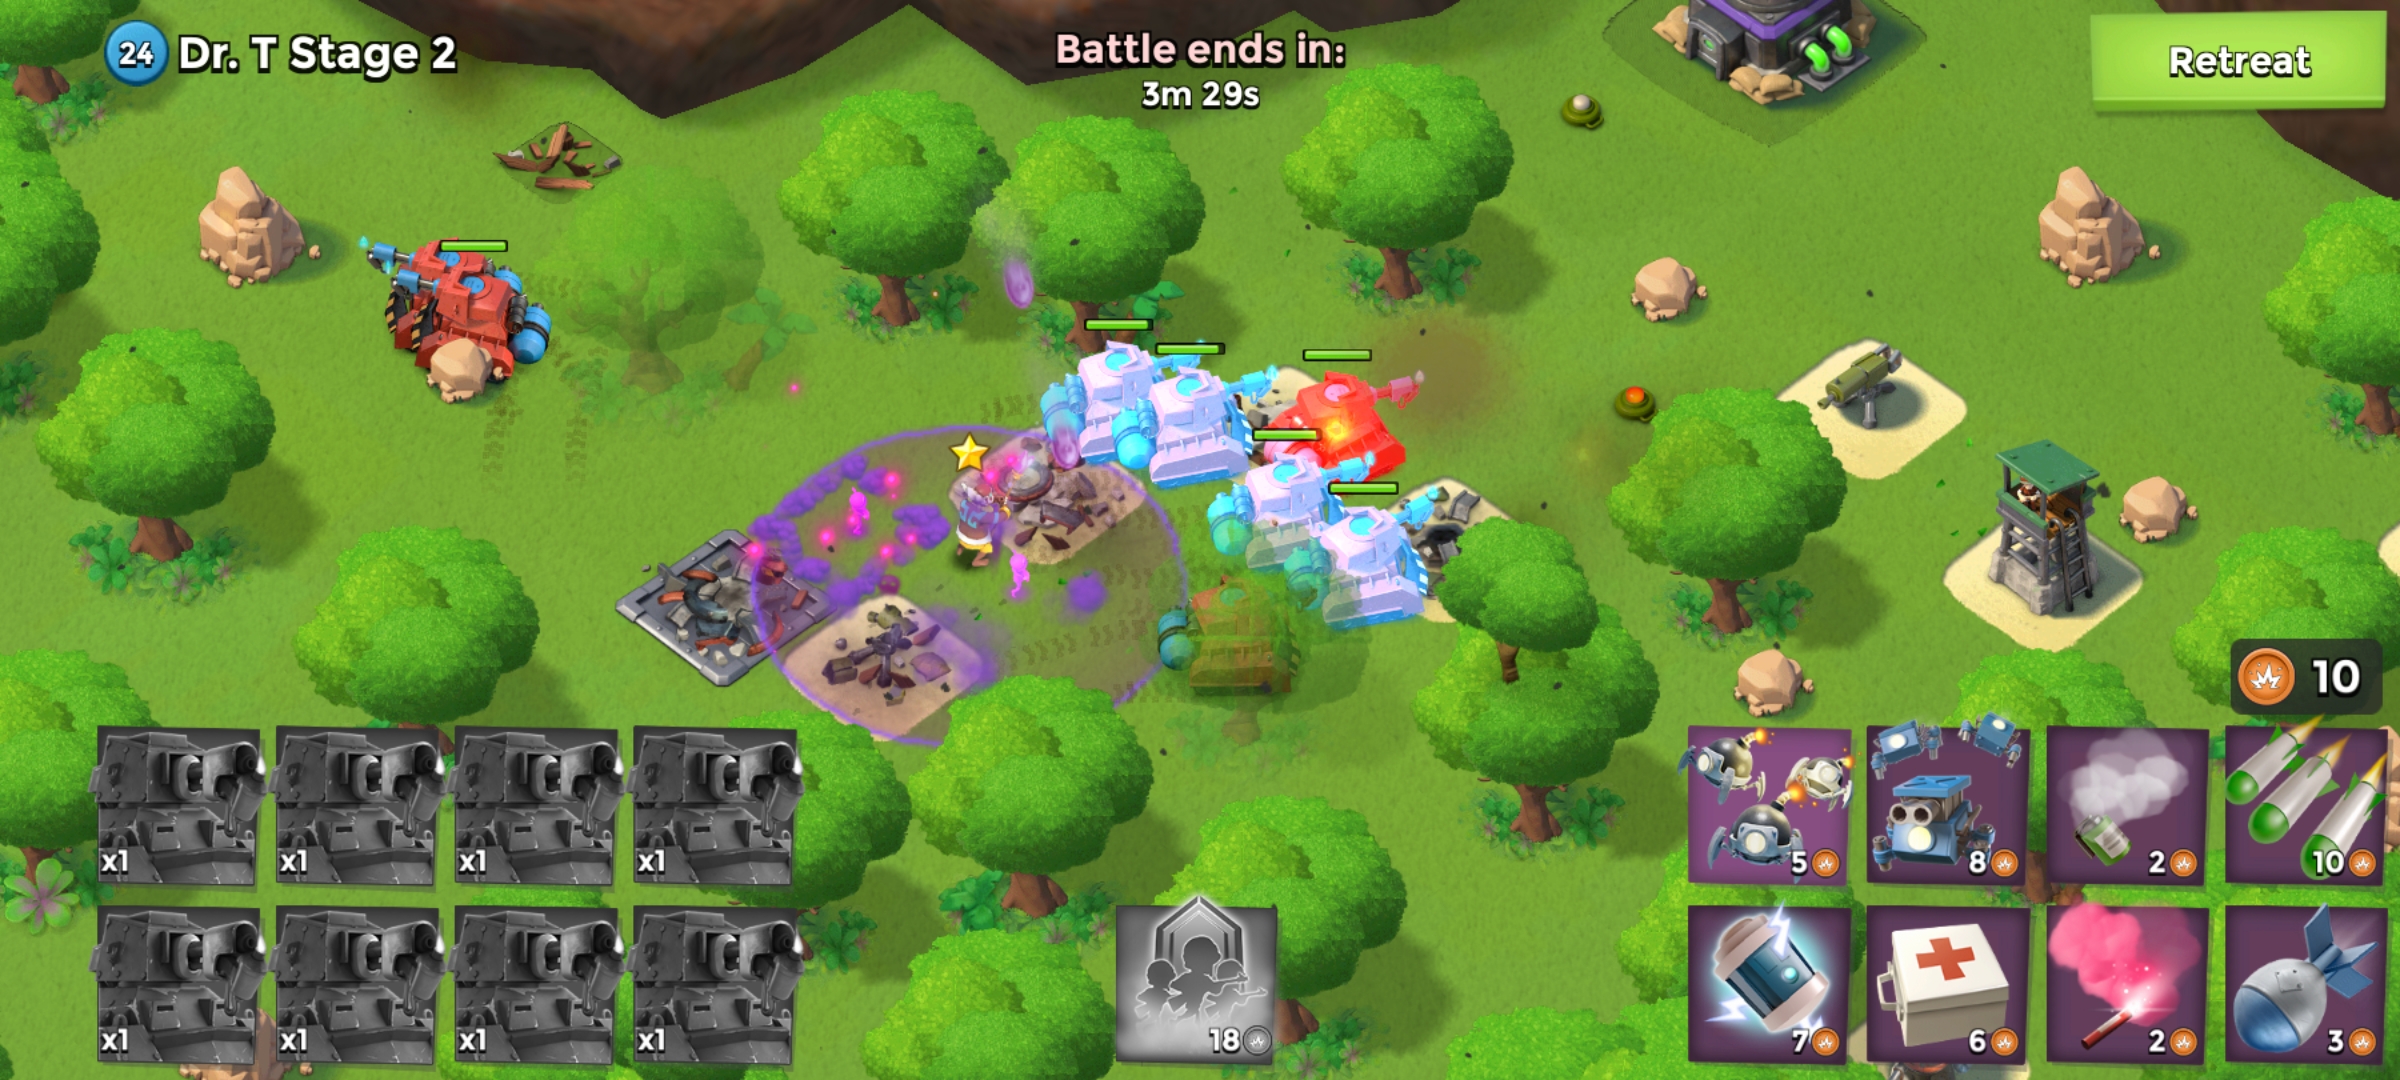 24 Dr. T Stage 2
Battle ends in:
3m 29s
Retreat
10
x1 x1 x1 x1
5 8 2 10
x1 x1 x1 x1
18
7 6 2 3